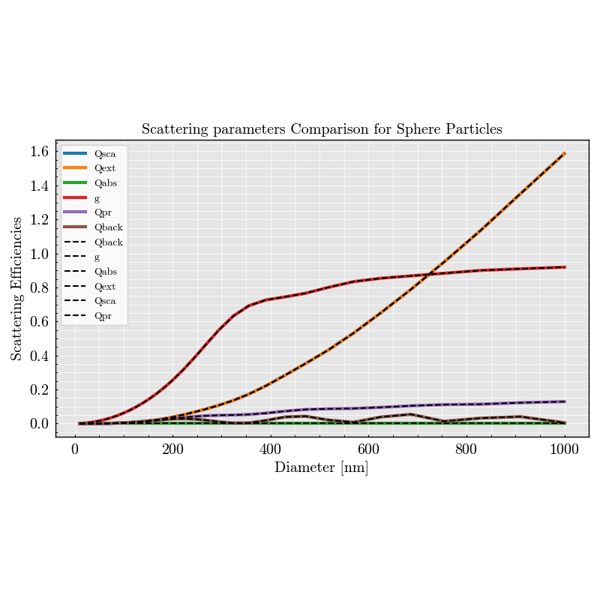 Scattering parameters Comparison for Sphere Particles
Scattering Efficiencies
1.6
1.4
1.2
1.0
0.8
0.6
0.4
0.2
0.0
Qsca
Qext
Qabs
g
Qpr
Qback
Qback
g
Qabs
Qext
Qsca
Qpr
0 200 400 600 800 1000
Diameter [nm]